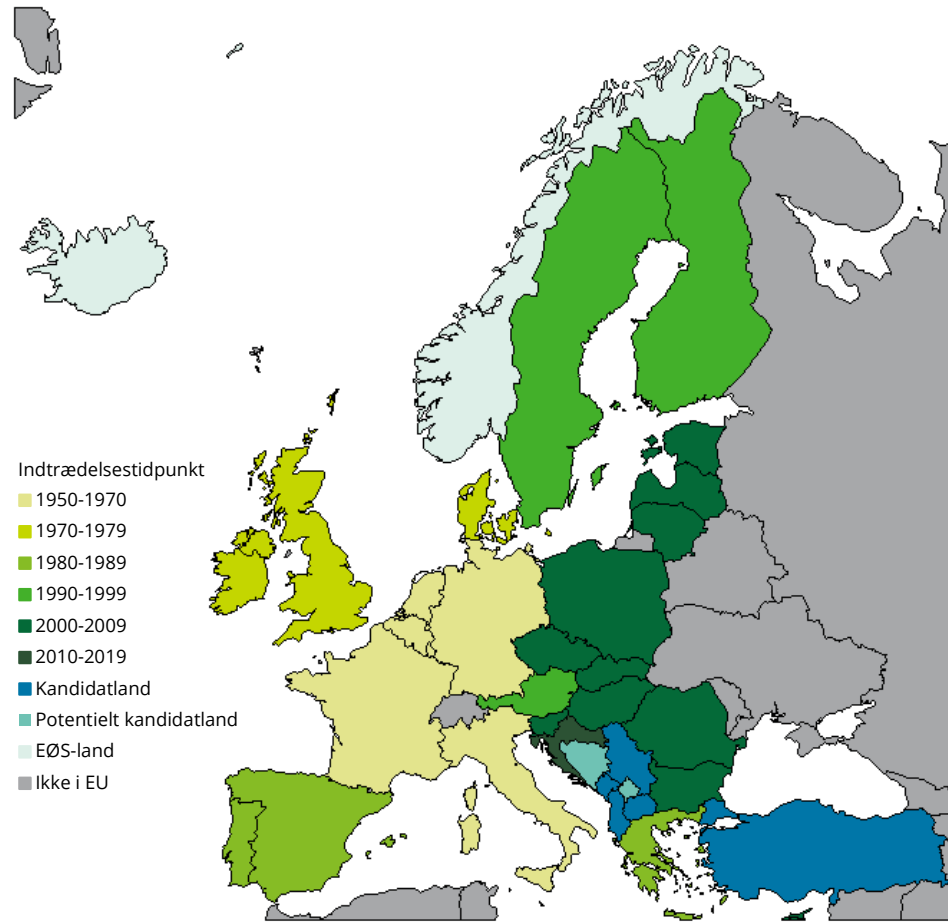 Indtrædelsestidpunkt
1950-1970
1970-1979
1980-1989
1990-1999
2000-2009
2010-2019
Kandidatland
Potentielt kandidatland
EØS-land
Ikke i EU